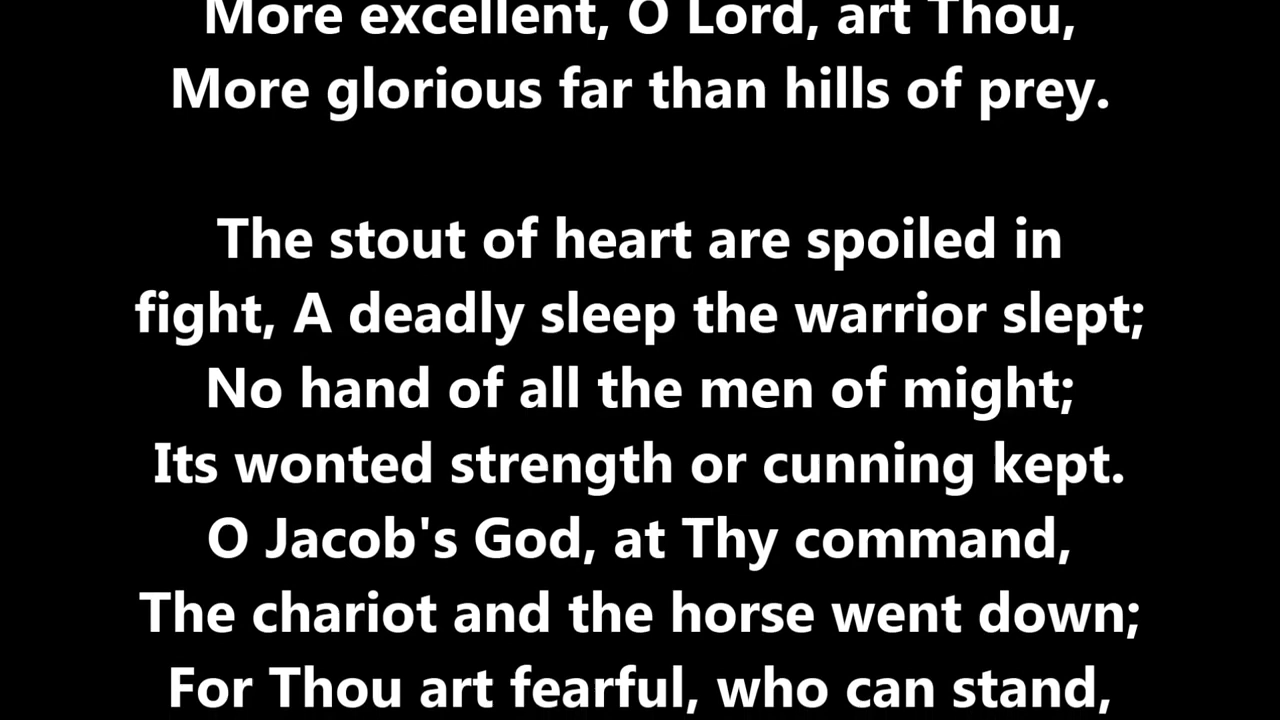 More excellent, O Lord, art Thou,
More glorious far than hills of prey.
The stout of heart are spoiled in
fight, A deadly sleep the warrior slept;
No hand of all the men of might;
Its wonted strength or cunning kept.
O Jacob's God, at Thy command,
The chariot and the horse went down;
For Thou art fearful, who can stand,